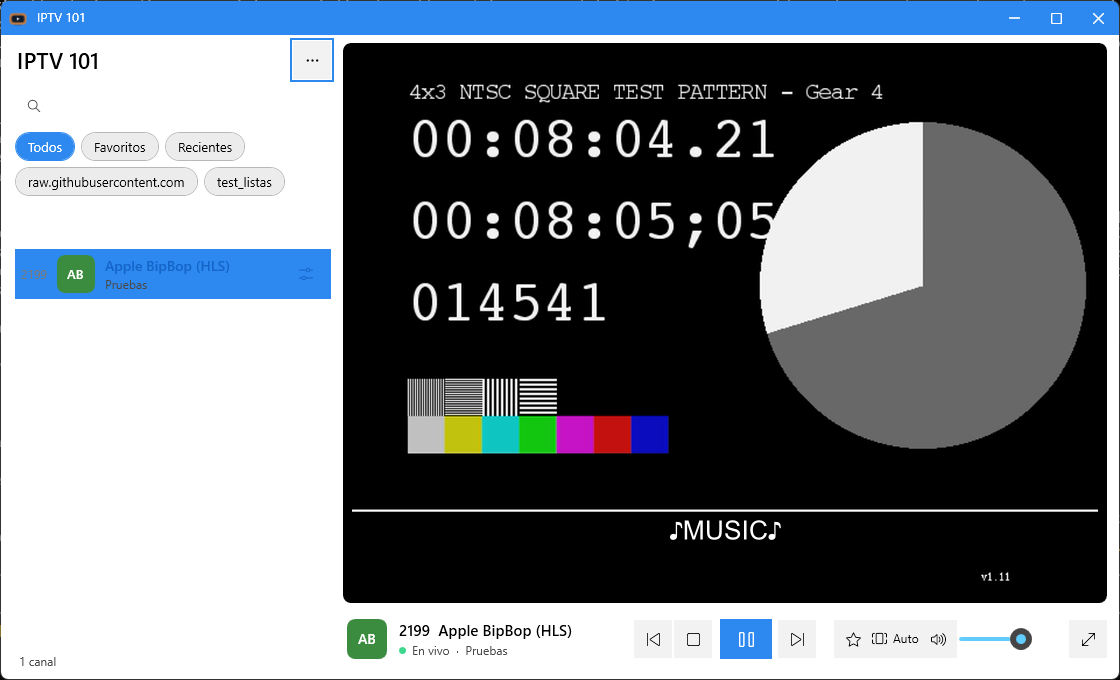 IPTV 101
IPTV 101
...
Todos
Favoritos
Recientes
raw.githubusercontent.com
test_listas
AB
Apple BipBop (HLS)
Pruebas
1 canal
4x3 NTSC SQUARE TEST PATTERN - Gear 4
00:08:04.21
00:08:05;05
014541
♪MUSIC♪
v1.11
AB
2199 Apple BipBop (HLS)
En vivo · Pruebas
Auto